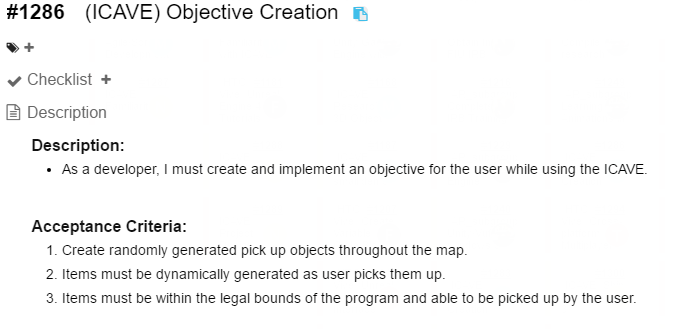 #1286 (ICAVE) Objective Creation
Checklist +
Description
Description:
• As a developer, I must create and implement an objective for the user while using the ICAVE.
Acceptance Criteria:
1. Create randomly generated pick up objects throughout the map.
2. Items must be dynamically generated as user picks them up.
3. Items must be within the legal bounds of the program and able to be picked up by the user.